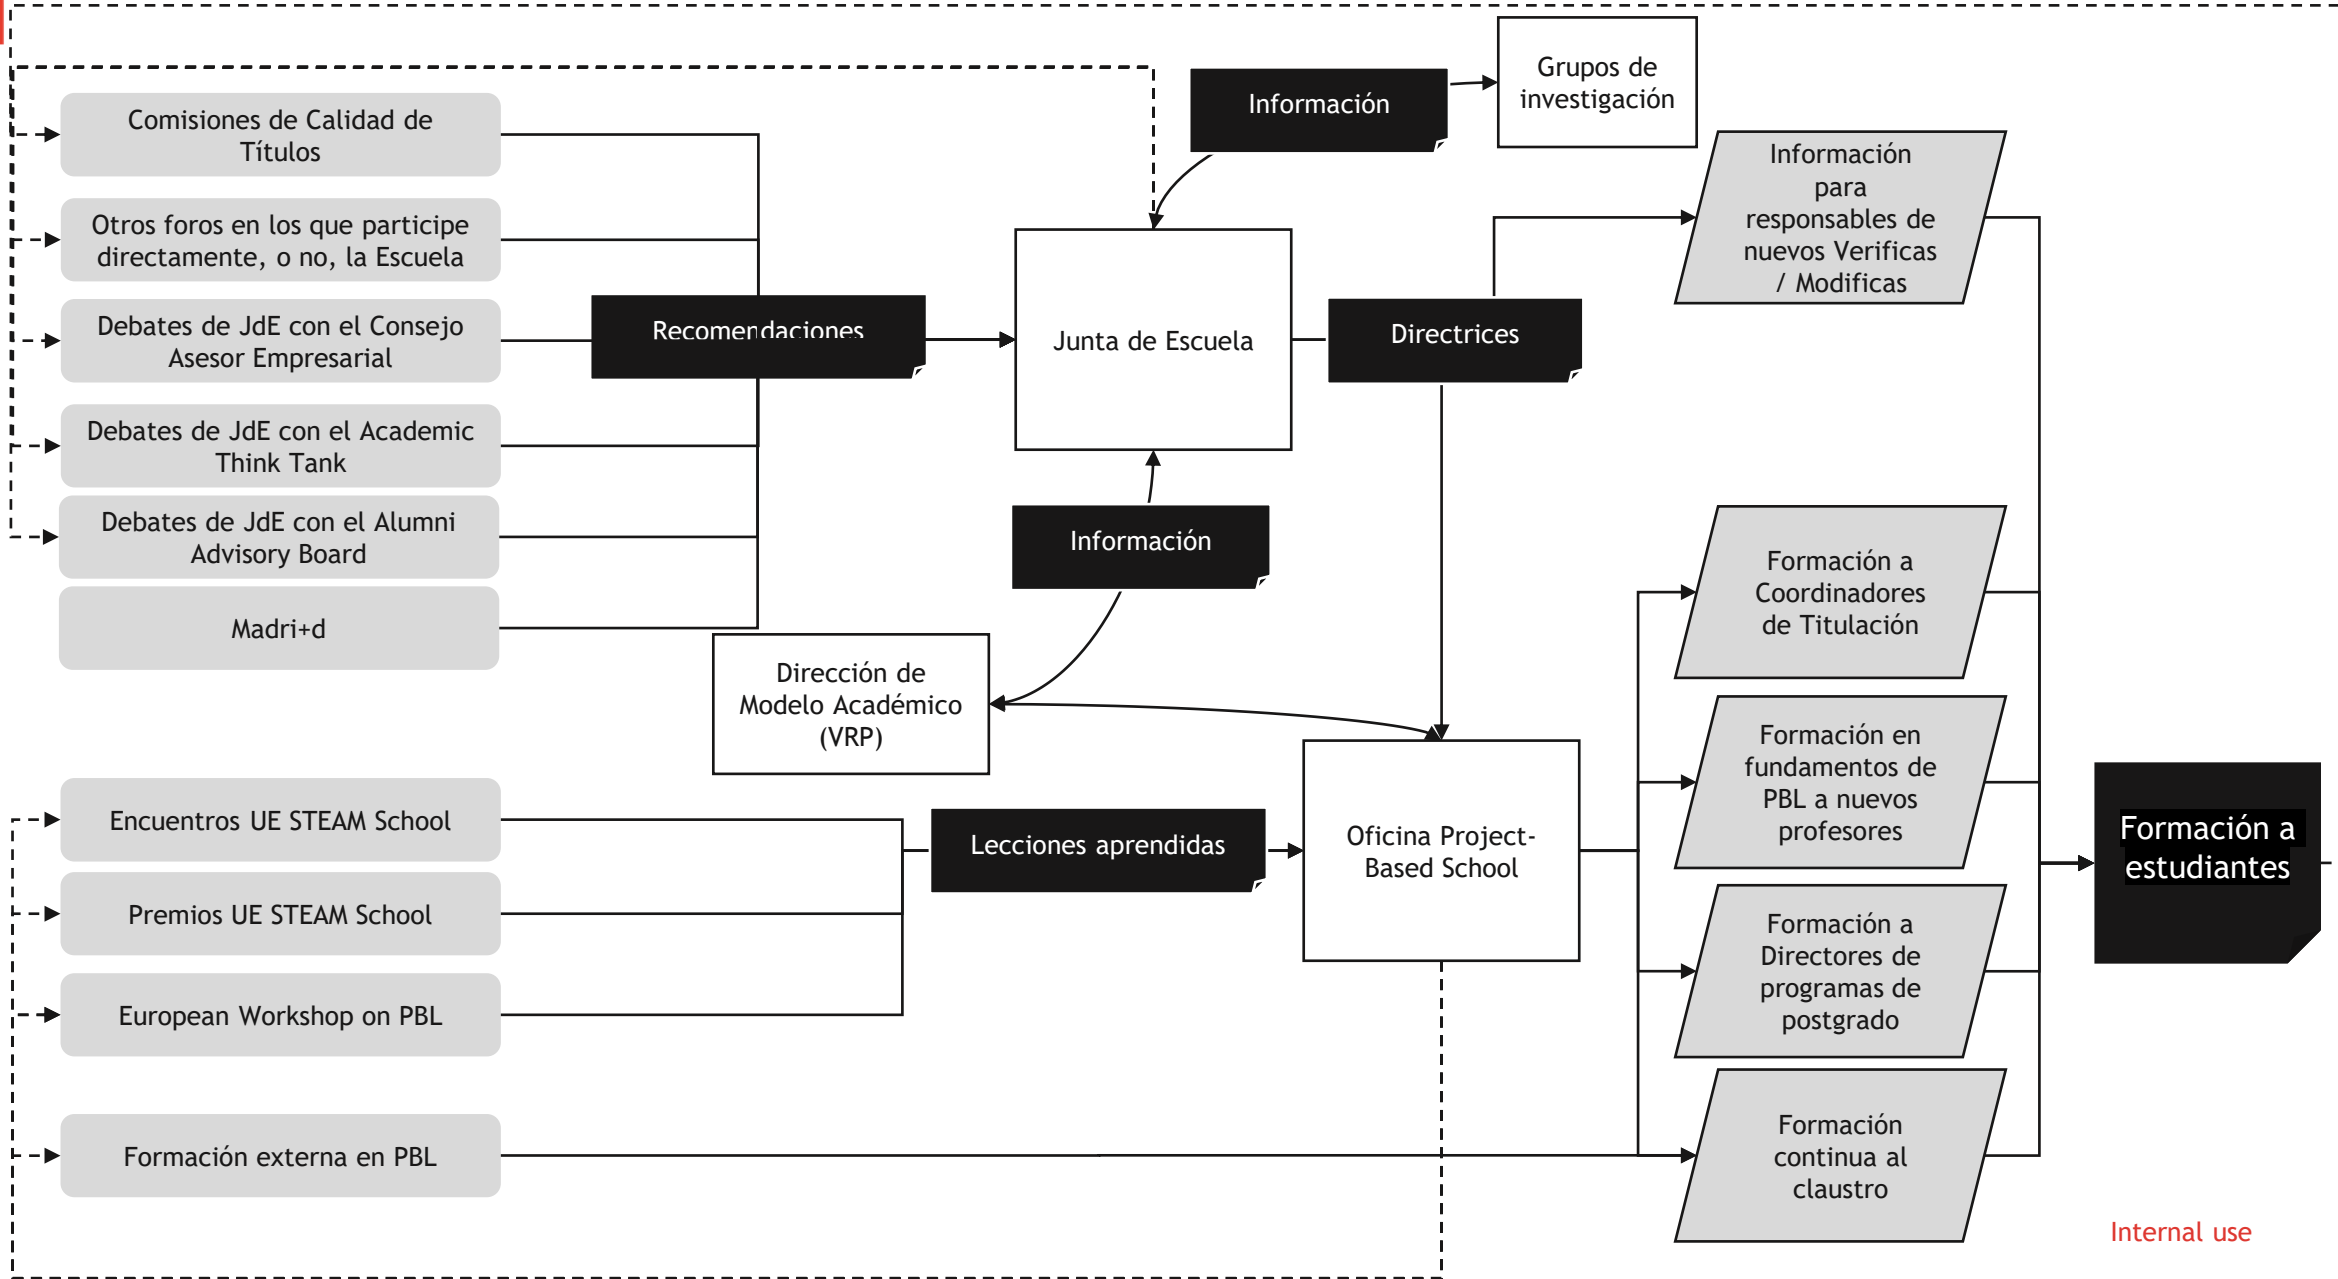 Comisiones de Calidad de
Títulos
Otros foros en los que participe
directamente, o no, la Escuela
Debates de JdE con el Consejo
Asesor Empresarial
Debates de JdE con el Academic
Think Tank
Debates de JdE con el Alumni
Advisory Board
Madri+d
Recomendaciones
Información
Grupos de
investigación
Junta de Escuela
Directrices
Información
para
responsables de
nuevos Verificas
/ Modificas
Información
Dirección de
Modelo Académico
(VRP)
Formación a
Coordinadores
de Titulación
Formación en
fundamentos de
PBL a nuevos
profesores
Encuentros UE STEAM School
Premios UE STEAM School
European Workshop on PBL
Lecciones aprendidas
Oficina Project-
Based School
Formación a
Directores de
programas de
postgrado
Formación a
estudiantes
Formación externa en PBL
Formación
continua al
claustro
Internal use